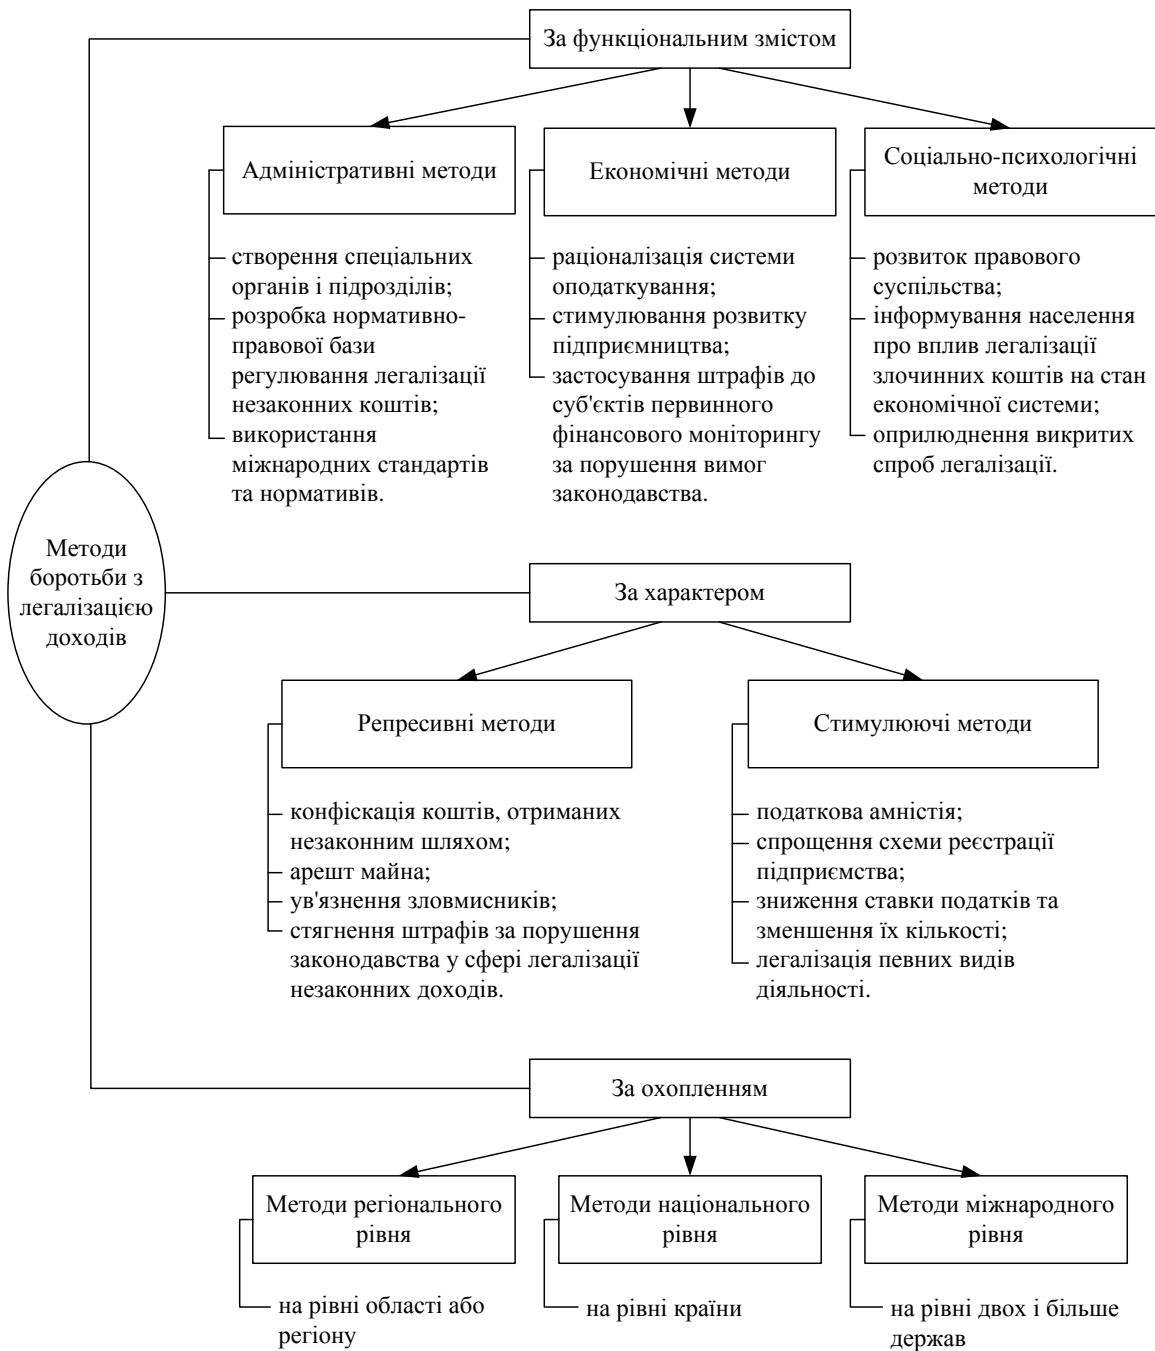 За функціональним змістом
Адміністративні методи
Економічні методи
Соціально-психологічні
методи
створення спеціальних
органів і підрозділів;
розробка нормативно-
правової бази
регулювання легалізації
незаконних коштів;
використання
міжнародних стандартів
та нормативів.
раціоналізація системи
оподаткування;
стимулювання розвитку
підприємництва;
застосування штрафів до
суб'єктів первинного
фінансового моніторингу
за порушення вимог
законодавства.
розвиток правового
суспільства;
інформування населення
про вплив легалізації
злочинних коштів на стан
економічної системи;
оприлюднення викритих
спроб легалізації.
Методи
боротьби з
легалізацією
доходів
За характером
Репресивні методи
Стимулюючі методи
конфіскація коштів, отриманих
незаконним шляхом;
арешт майна;
ув'язнення зловмисників;
стягнення штрафів за порушення
законодавства у сфері легалізації
незаконних доходів.
податкова амністія;
спрощення схеми реєстрації
підприємства;
зниження ставки податків та
зменшення їх кількості;
легалізація певних видів
діяльності.
За охопленням
Методи регіонального
рівня
Методи національного
рівня
Методи міжнародного
рівня
на рівні області або
регіону
на рівні країни
на рівні двох і більше
держав